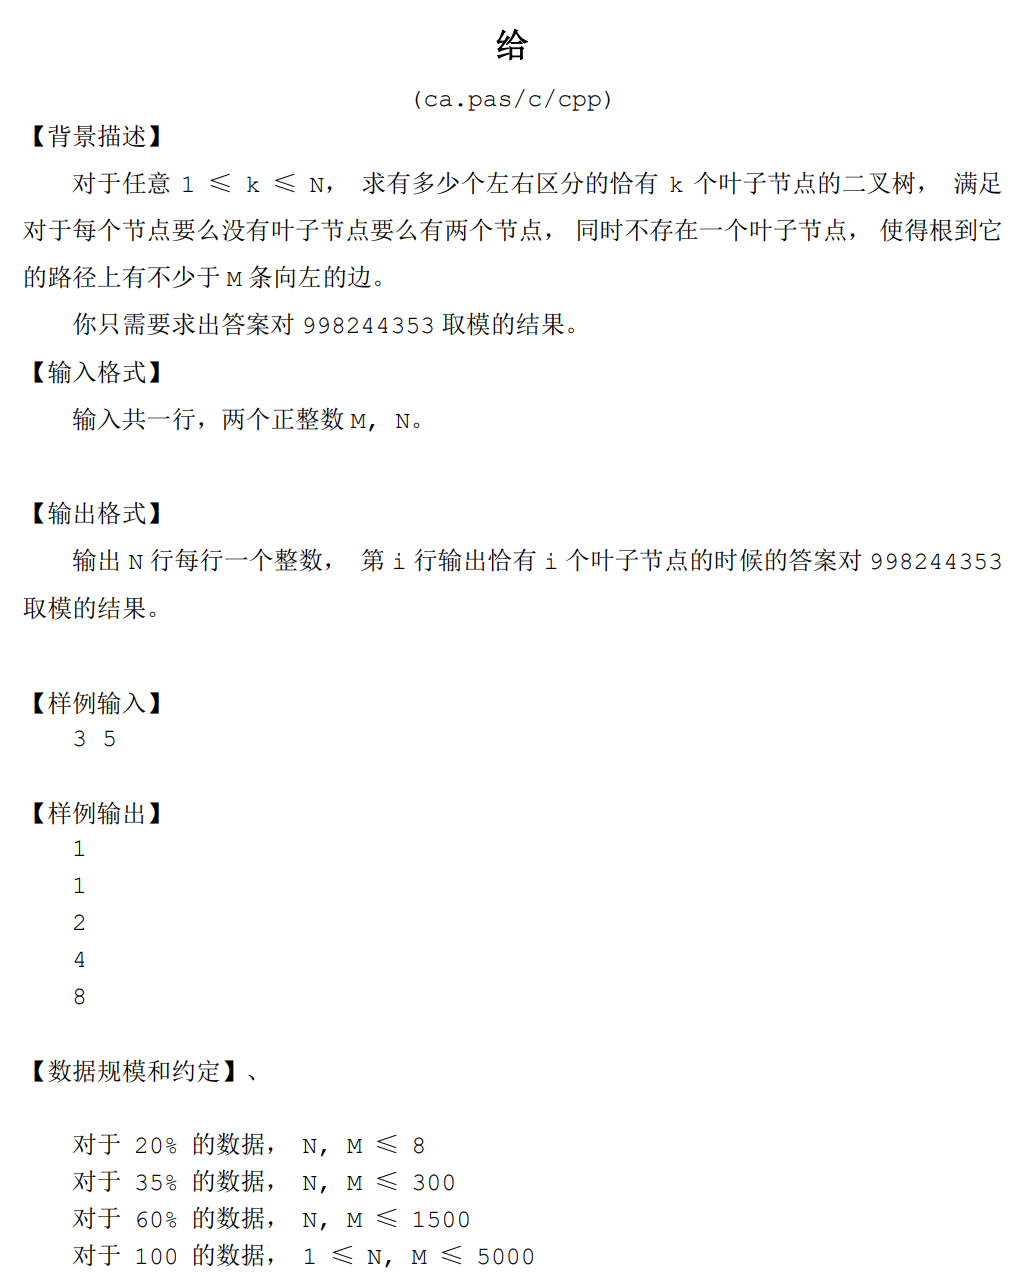 给
(ca.pas/c/cpp)
【背景描述】
对于任意 1 ≤ k ≤ N， 求有多少个左右区分的恰有 k 个叶子节点的二叉树， 满足
对于每个节点要么没有叶子节点要么有两个节点， 同时不存在一个叶子节点， 使得根到它
的路径上有不少于 M 条向左的边。
你只需要求出答案对 998244353 取模的结果。
【输入格式】
输入共一行，两个正整数 M, N。
【输出格式】
输出 N 行每行一个整数， 第 i 行输出恰有 i 个叶子节点的时候的答案对 998244353
取模的结果。
【样例输入】
3 5
【样例输出】
1
1
2
4
8
【数据规模和约定】、
对于 20% 的数据， N, M ≤ 8
对于 35% 的数据， N, M ≤ 300
对于 60% 的数据， N, M ≤ 1500
对于 100 的数据， 1 ≤ N, M ≤ 5000